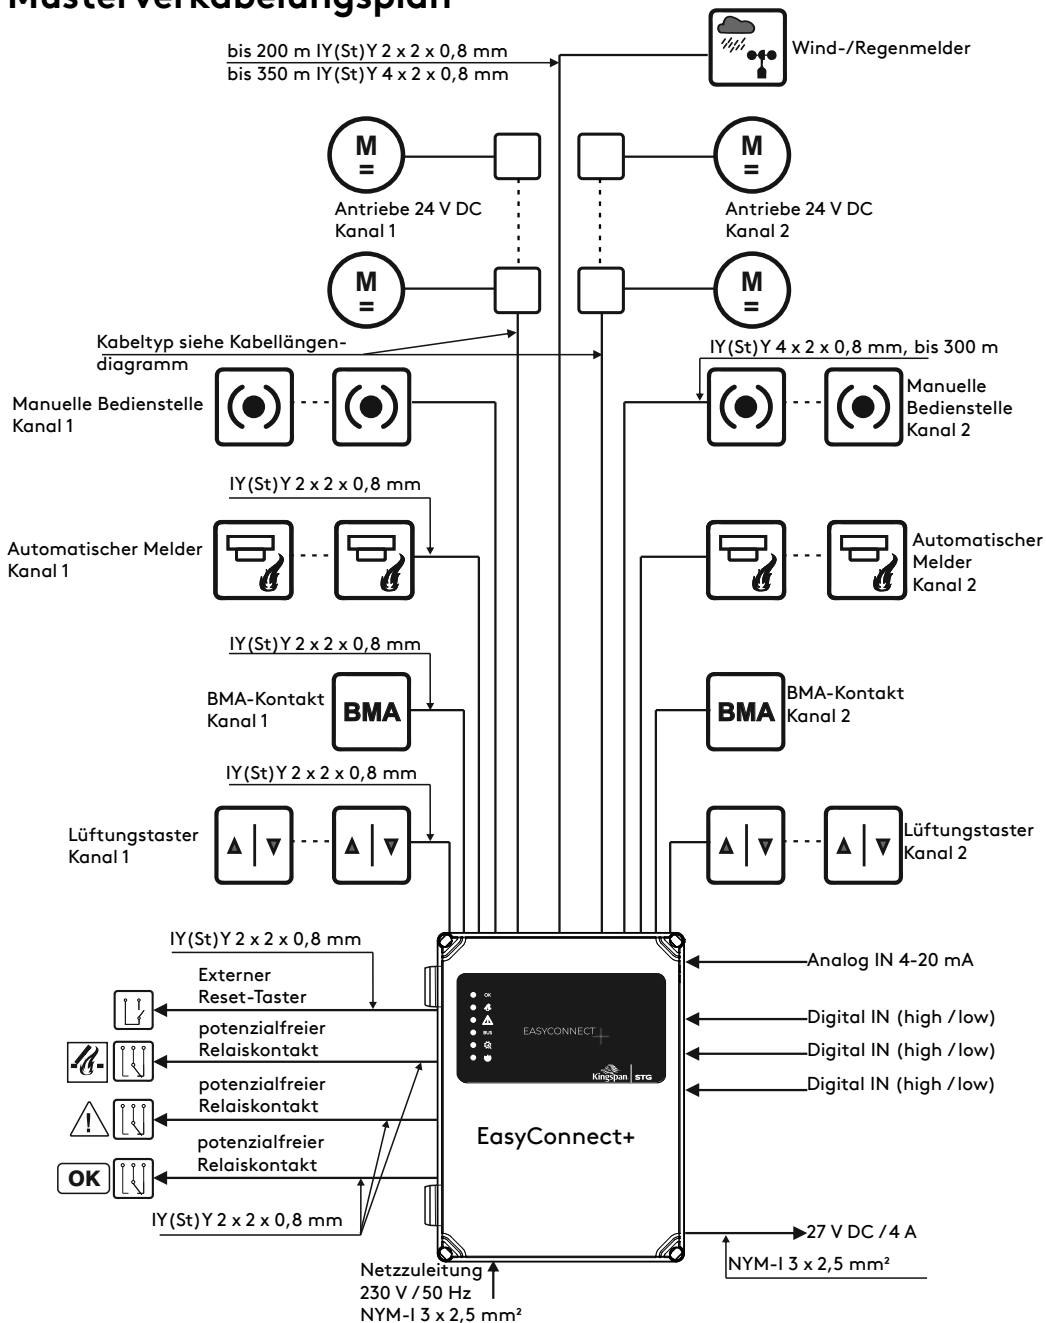 Musterverkabelungsplan
bis 200 m IY(St)Y 2 x 2 x 0,8 mm
bis 350 m IY(St)Y 4 x 2 x 0,8 mm
Wind-/Regenmelder
M
=
M
=
Antriebe 24 V DC
Kanal 1
Antriebe 24 V DC
Kanal 2
M
=
M
=
Kabeltyp siehe Kabellängen-
diagramm
IY(St)Y 4 x 2 x 0,8 mm, bis 300 m
Manuelle Bedienstelle
Kanal 1
Manuelle
Bedienstelle
Kanal 2
IY(St)Y 2 x 2 x 0,8 mm
Automatischer Melder
Kanal 1
Automatischer
Melder
Kanal 2
IY(St)Y 2 x 2 x 0,8 mm
BMA-Kontakt
Kanal 1
BMA
BMA
BMA-Kontakt
Kanal 2
IY(St)Y 2 x 2 x 0,8 mm
Lüftungstaster
Kanal 1
Lüftungstaster
Kanal 2
IY(St)Y 2 x 2 x 0,8 mm
Externer
Reset-Taster
potenzialfreier
Relaiskontakt
potenzialfreier
Relaiskontakt
potenzialfreier
Relaiskontakt
OK
IY(St)Y 2 x 2 x 0,8 mm
OK
BUS
EASYCONNECT
Kingspan STG
EasyConnect+
Analog IN 4-20 mA
Digital IN (high / low)
Digital IN (high / low)
Digital IN (high / low)
27 V DC / 4 A
NYM-I 3 x 2,5 mm²
Netzzuleitung
230 V / 50 Hz
NYM-I 3 x 2,5 mm²